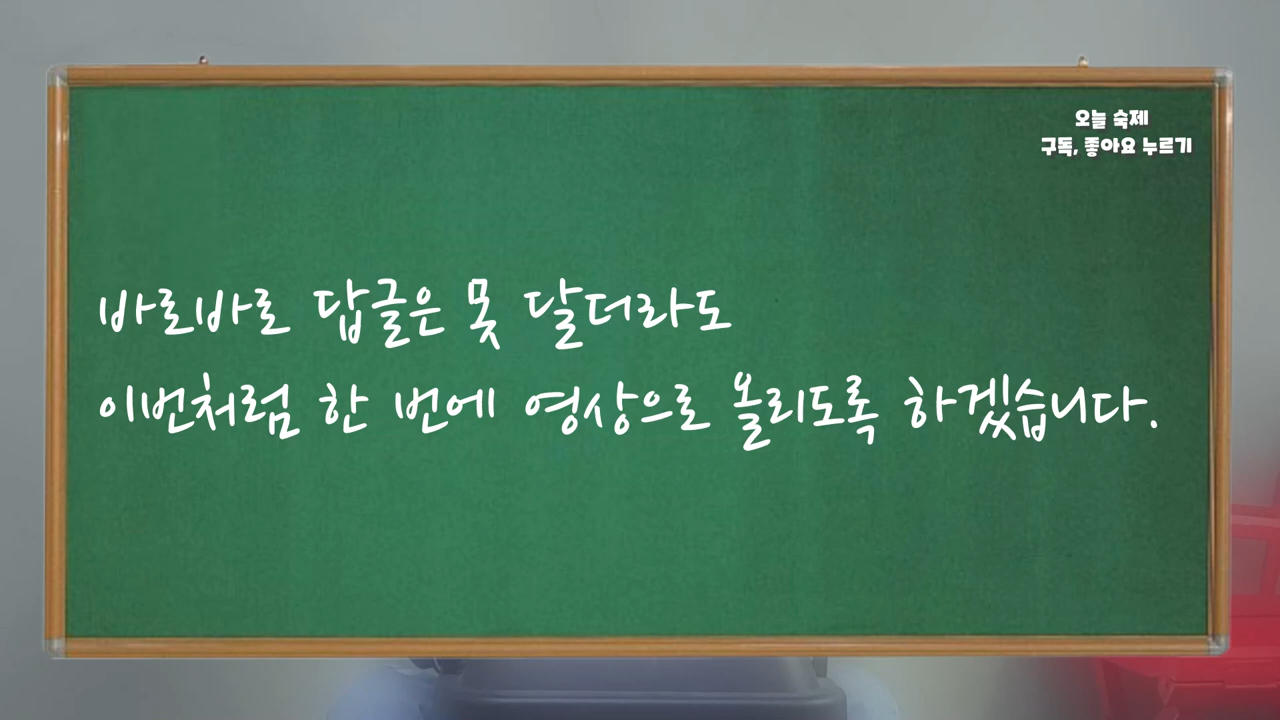 오늘 숙제
구독, 좋아요 누르기
바로바로 답글은 못 달더라도
이번처럼 한 번에 영상으로 올리도록 하겠습니다.